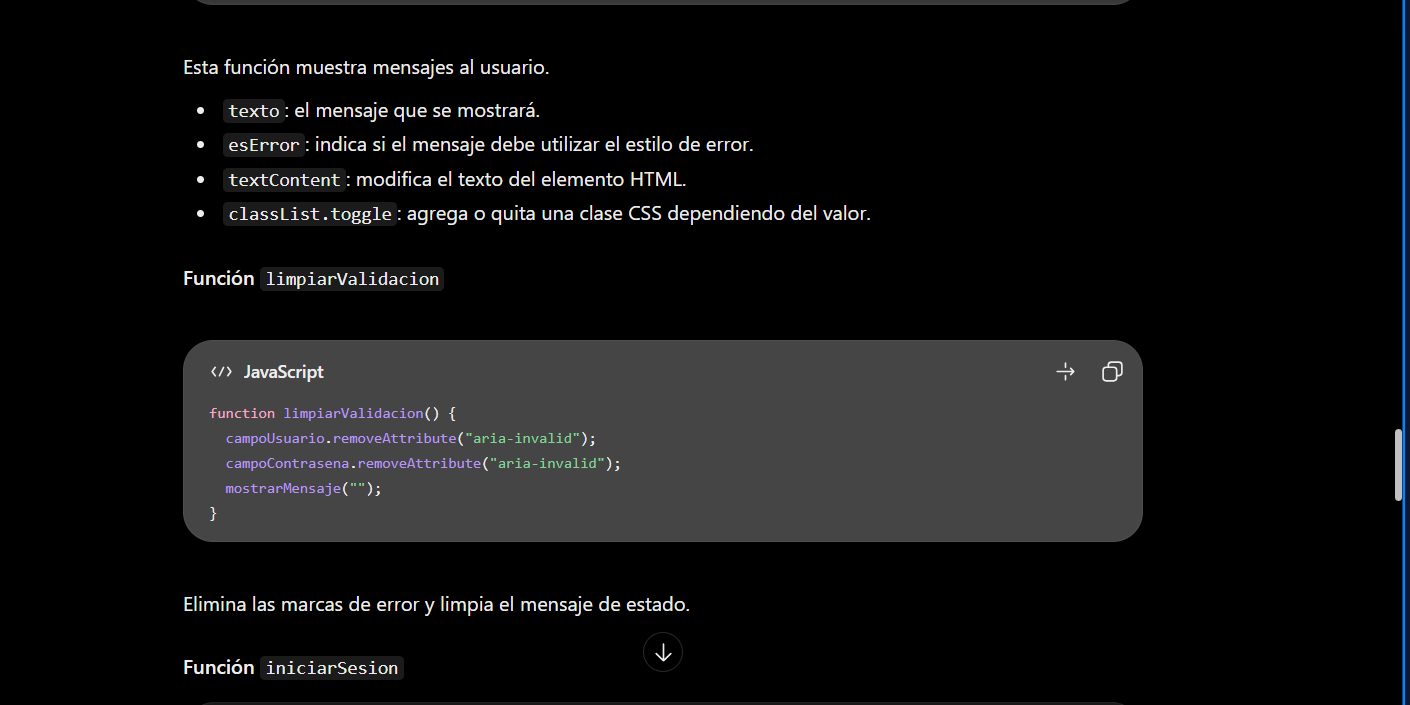 Esta función muestra mensajes al usuario.
texto: el mensaje que se mostrará.
esError: indica si el mensaje debe utilizar el estilo de error.
textContent: modifica el texto del elemento HTML.
classList.toggle: agrega o quita una clase CSS dependiendo del valor.
Función limpiarValidacion
JavaScript
function limpiarValidacion() {
  campoUsuario.removeAttribute("aria-invalid");
  campoContrasena.removeAttribute("aria-invalid");
  mostrarMensaje("");
}
Elimina las marcas de error y limpia el mensaje de estado.
Función iniciarSesion